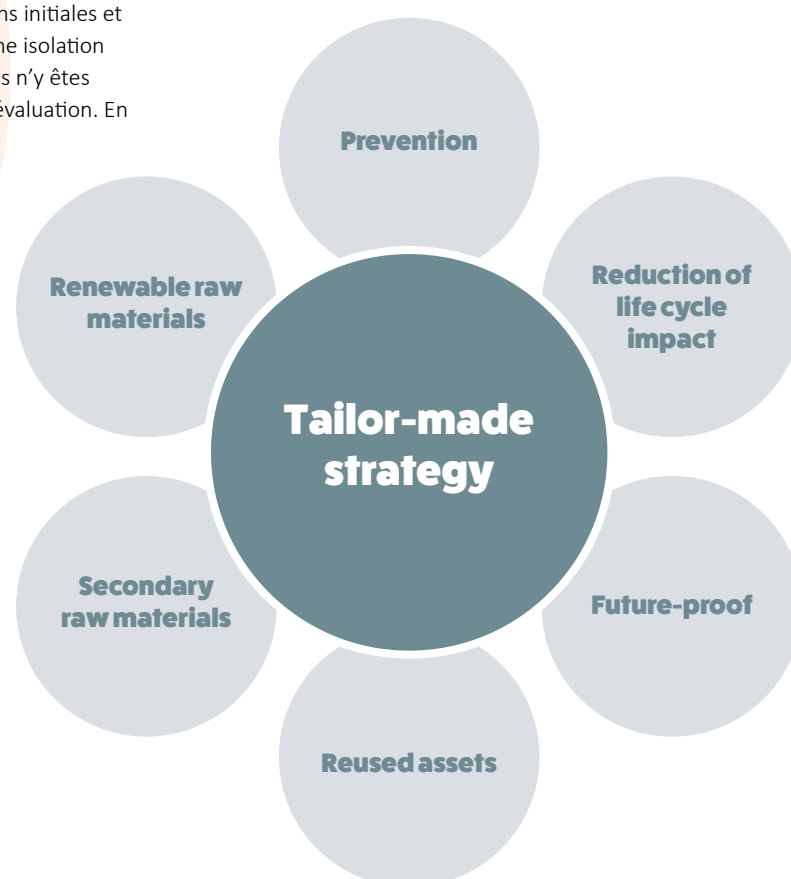 ns initiales et
ne isolation
s n'y êtes
évaluation. En
Prevention
Renewable raw
materials
Reduction of
life cycle
impact
Tailor-made
strategy
Secondary
raw materials
Future-proof
Reused assets